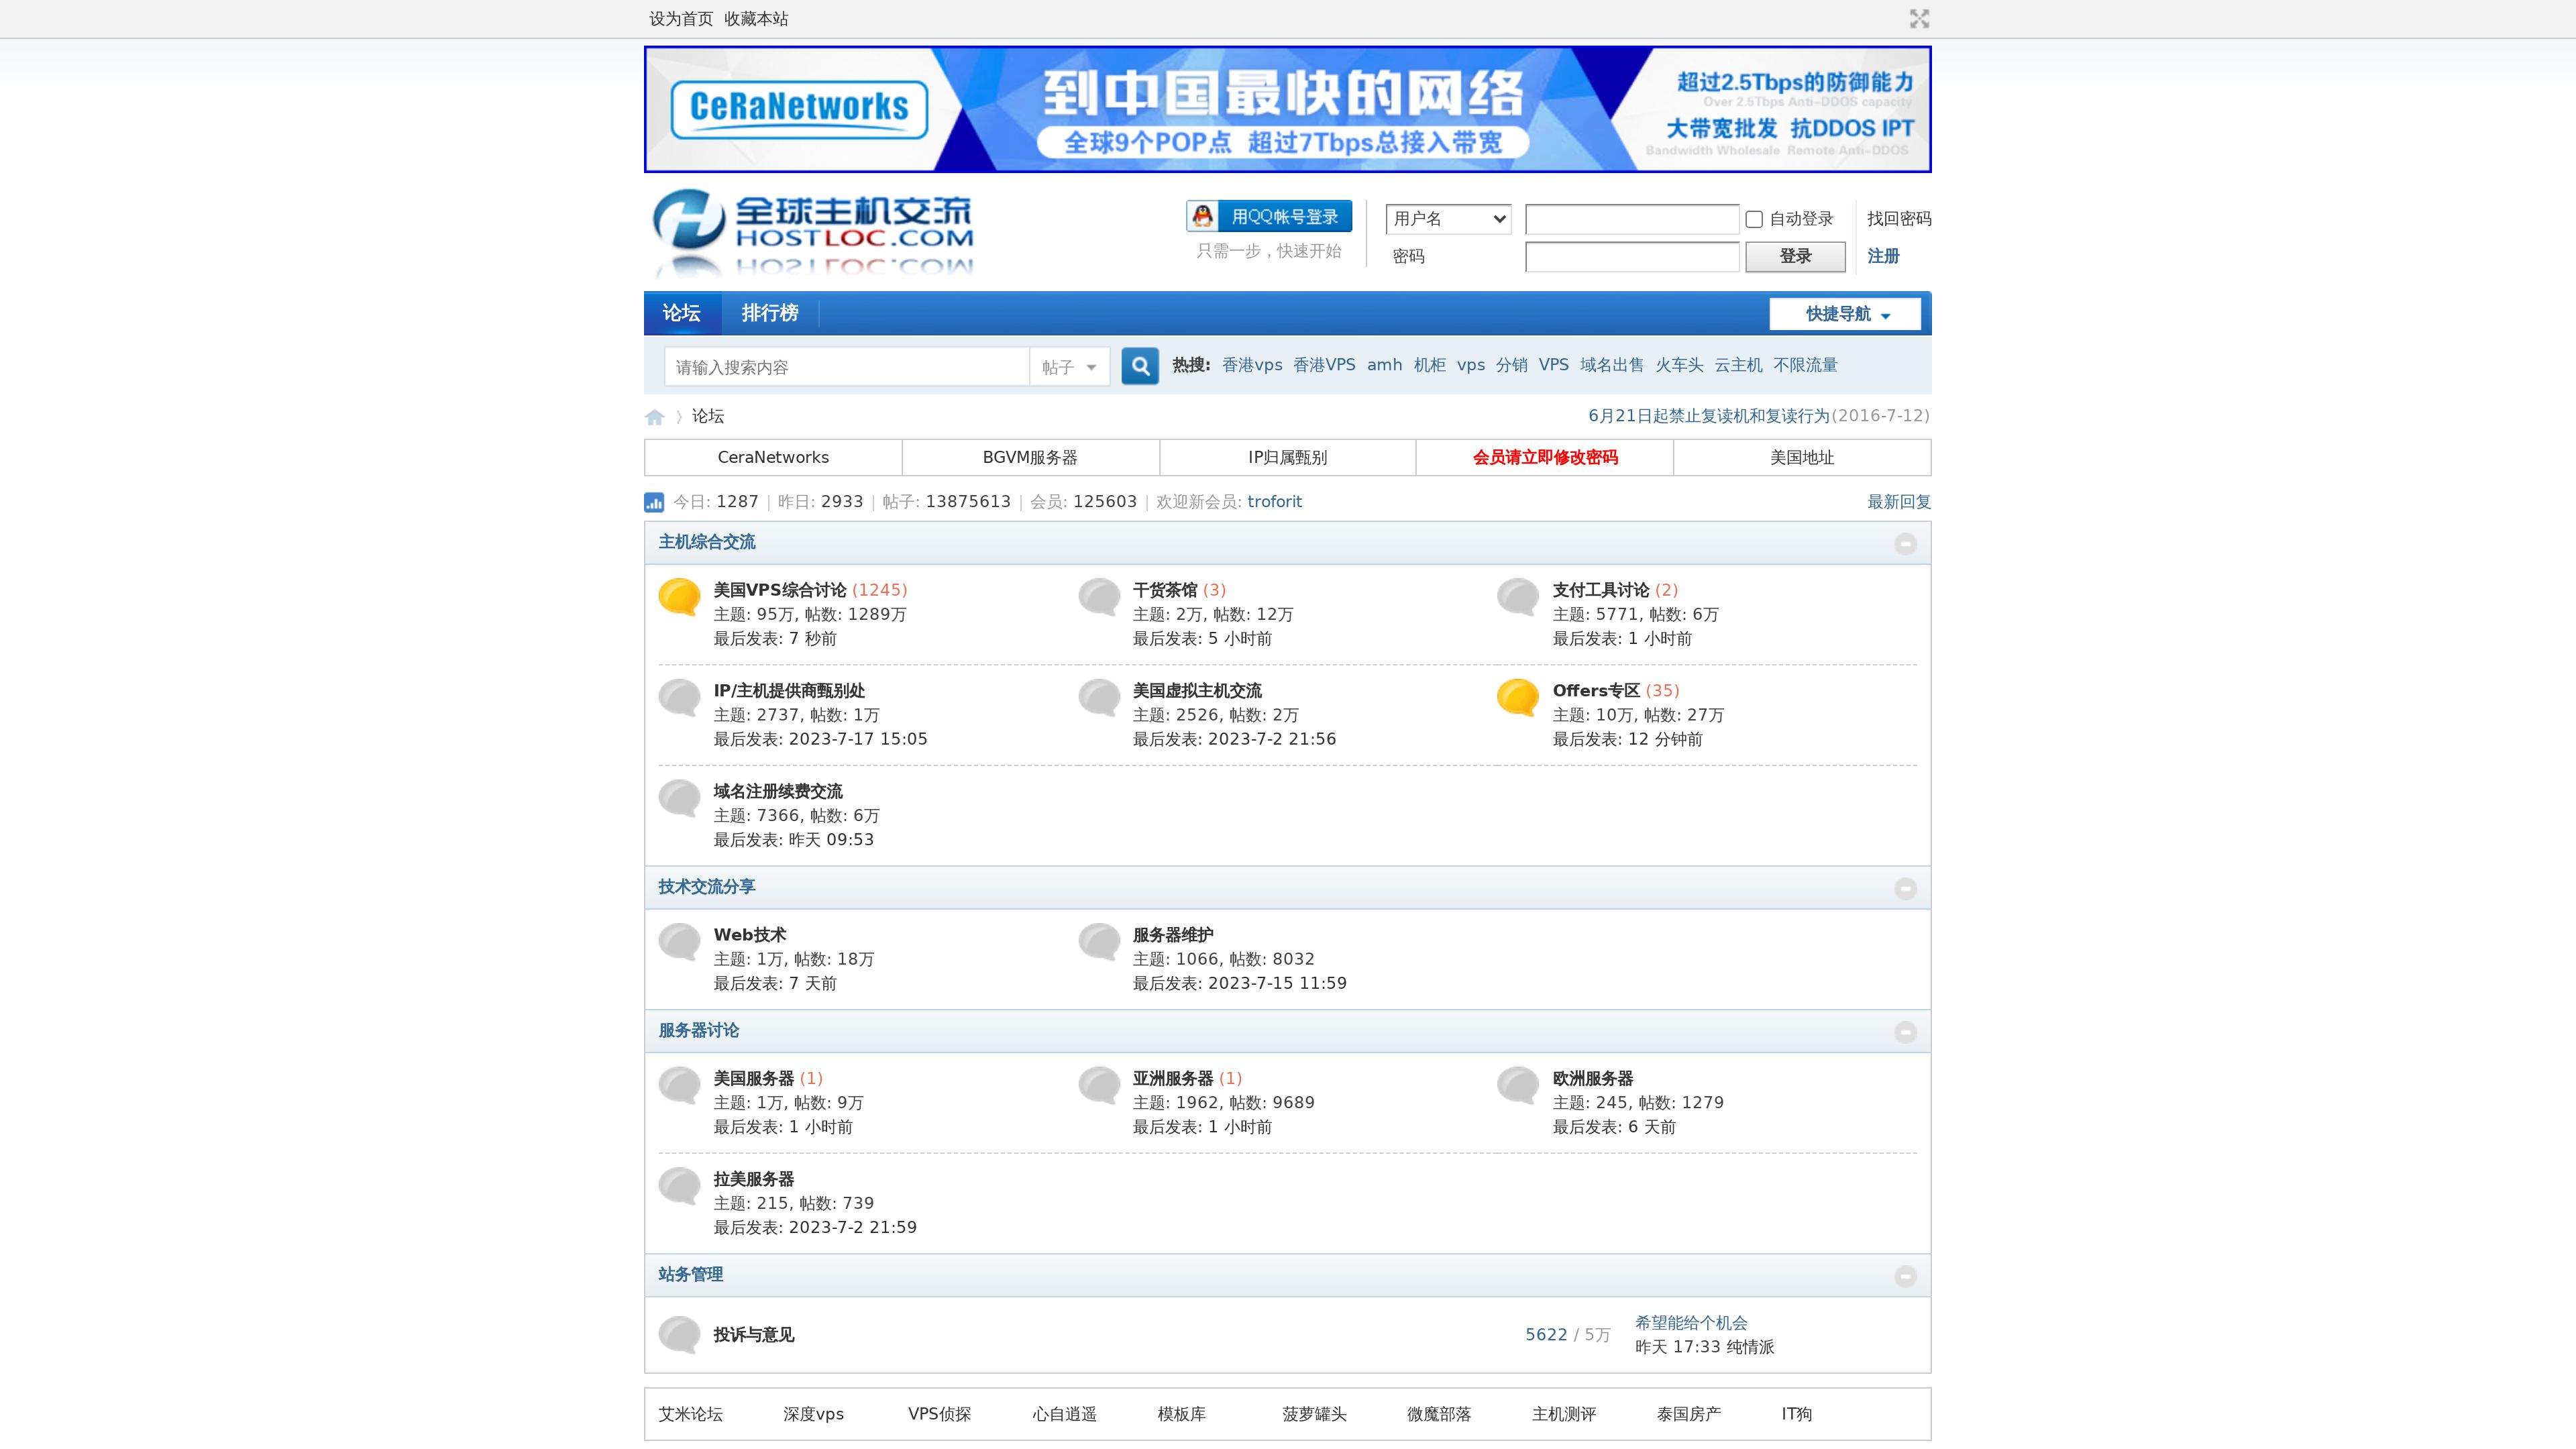 设为首页 收藏本站
CeRaNetworks
到中国最快的网络
全球9个POP点 超过7Tbps总接入带宽
超过2.5Tbps的防御能力
Over 2.5Tbps Anti-DDOS capacity
大带宽批发 抗DDOS IPT
Bandwidth Wholesale Remote Anti-DDOS
全球主机交流
HOSTLOC.COM
用QQ帐号登录
只需一步，快速开始
用户名 自动登录 找回密码
密码 登录 注册
论坛 排行榜 快捷导航
请输入搜索内容 帖子 热搜: 香港vps 香港VPS amh 机柜 vps 分销 VPS 域名出售 火车头 云主机 不限流量
论坛 6月21日起禁止复读机和复读行为(2016-7-12)
CeraNetworks BGVM服务器 IP归属甄别 会员请立即修改密码 美国地址
今日: 1287 | 昨日: 2933 | 帖子: 13875613 | 会员: 125603 | 欢迎新会员: troforit 最新回复
主机综合交流
美国VPS综合讨论 (1245)
主题: 95万, 帖数: 1289万
最后发表: 7 秒前
干货茶馆 (3)
主题: 2万, 帖数: 12万
最后发表: 5 小时前
支付工具讨论 (2)
主题: 5771, 帖数: 6万
最后发表: 1 小时前
IP/主机提供商甄别处
主题: 2737, 帖数: 1万
最后发表: 2023-7-17 15:05
美国虚拟主机交流
主题: 2526, 帖数: 2万
最后发表: 2023-7-2 21:56
Offers专区 (35)
主题: 10万, 帖数: 27万
最后发表: 12 分钟前
域名注册续费交流
主题: 7366, 帖数: 6万
最后发表: 昨天 09:53
技术交流分享
Web技术
主题: 1万, 帖数: 18万
最后发表: 7 天前
服务器维护
主题: 1066, 帖数: 8032
最后发表: 2023-7-15 11:59
服务器讨论
美国服务器 (1)
主题: 1万, 帖数: 9万
最后发表: 1 小时前
亚洲服务器 (1)
主题: 1962, 帖数: 9689
最后发表: 1 小时前
欧洲服务器
主题: 245, 帖数: 1279
最后发表: 6 天前
拉美服务器
主题: 215, 帖数: 739
最后发表: 2023-7-2 21:59
站务管理
投诉与意见
5622 / 5万
希望能给个机会
昨天 17:33 纯情派
艾米论坛 深度vps VPS侦探 心自逍遥 模板库 菠萝罐头 微魔部落 主机测评 泰国房产 IT狗